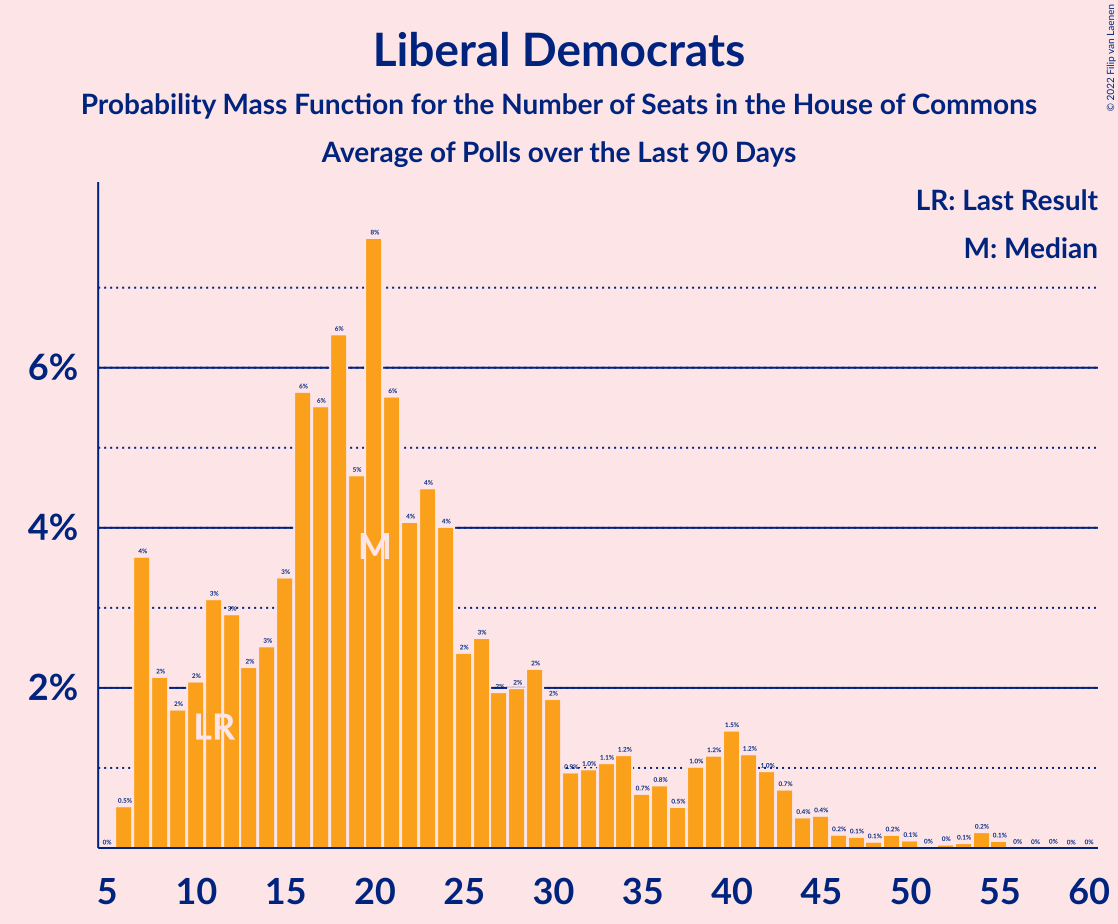 Liberal Democrats
Probability Mass Function for the Number of Seats in the House of Commons
Average of Polls over the Last 90 Days
© 2022 Filip van Laenen
LR: Last Result
M: Median
6%
4%
2%
0% 0.5% 4% 2% 2% 2% 3% 3% 2% 3% 3% 6% 6% 6% 5% 8% 6% 4% 4% 4% 2% 3% 2% 2% 2% 2% 0.9% 1.0% 1.1% 1.2% 0.7% 0.8% 0.5% 1.0% 1.2% 1.5% 1.2% 1.0% 0.7% 0.4% 0.4% 0.2% 0.1% 0.1% 0.2% 0.1% 0% 0% 0.1% 0.2% 0.1% 0% 0% 0% 0% 0%
M
LR
5 10 15 20 25 30 35 40 45 50 55 60